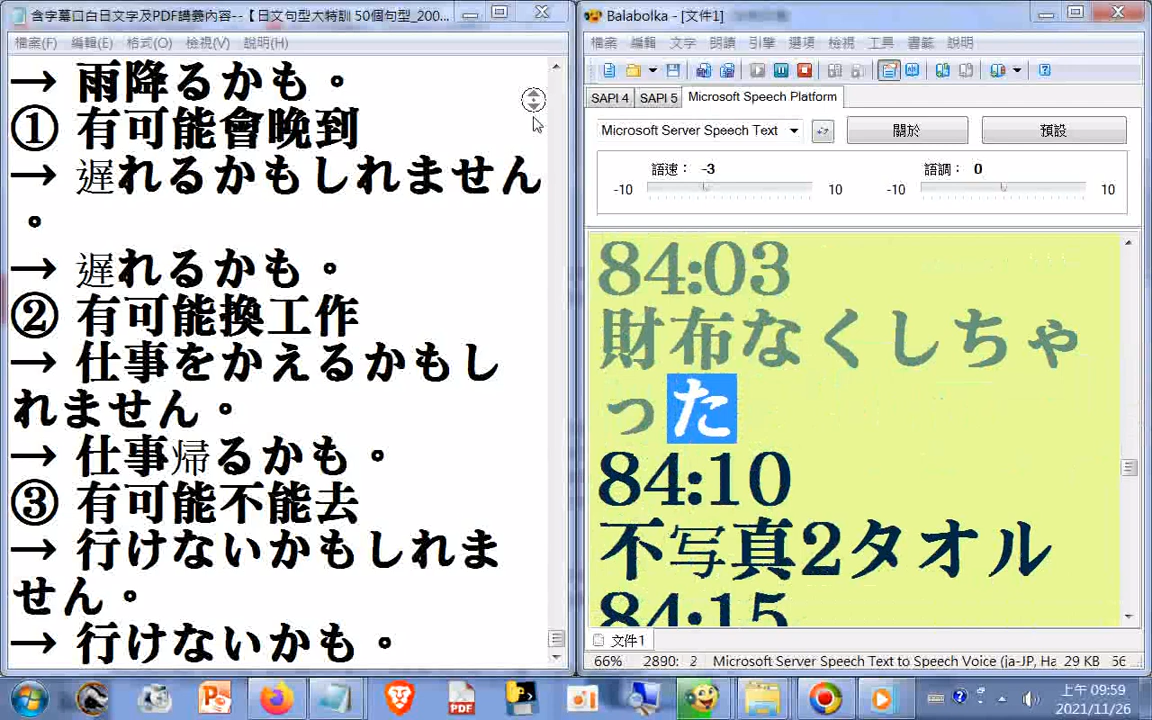 含字幕口白日文字及PDF講義內容--【日文句型大特訓 50個句型_200...
檔案(F) 編輯(E) 格式(O) 檢視(V) 說明(H)
→ 雨降るかも。
① 有可能會晚到
→ 遅れるかもしれません
。
→ 遅れるかも。
② 有可能換工作
→ 仕事をかえるかもし
れません。
→ 仕事帰るかも。
③ 有可能不能去
→ 行けないかもしれま
せん。
→ 行けないかも。
Balabolka - [文件1]
檔案 編輯 文字 朗讀 引擎 選項 檢視 工具 書籤 說明
SAPI 4 SAPI 5 Microsoft Speech Platform
Microsoft Server Speech Text 關於 預設
語速： -3 語調： 0
-10 10 -10 10
84:03
財布なくしちゃ
った
84:10
不写真2タオル
84:15
文件1
66% 2890: 2 Microsoft Server Speech Text to Speech Voice (ja-JP, Ha 29 KB 56
上午 09:59
2021/11/26